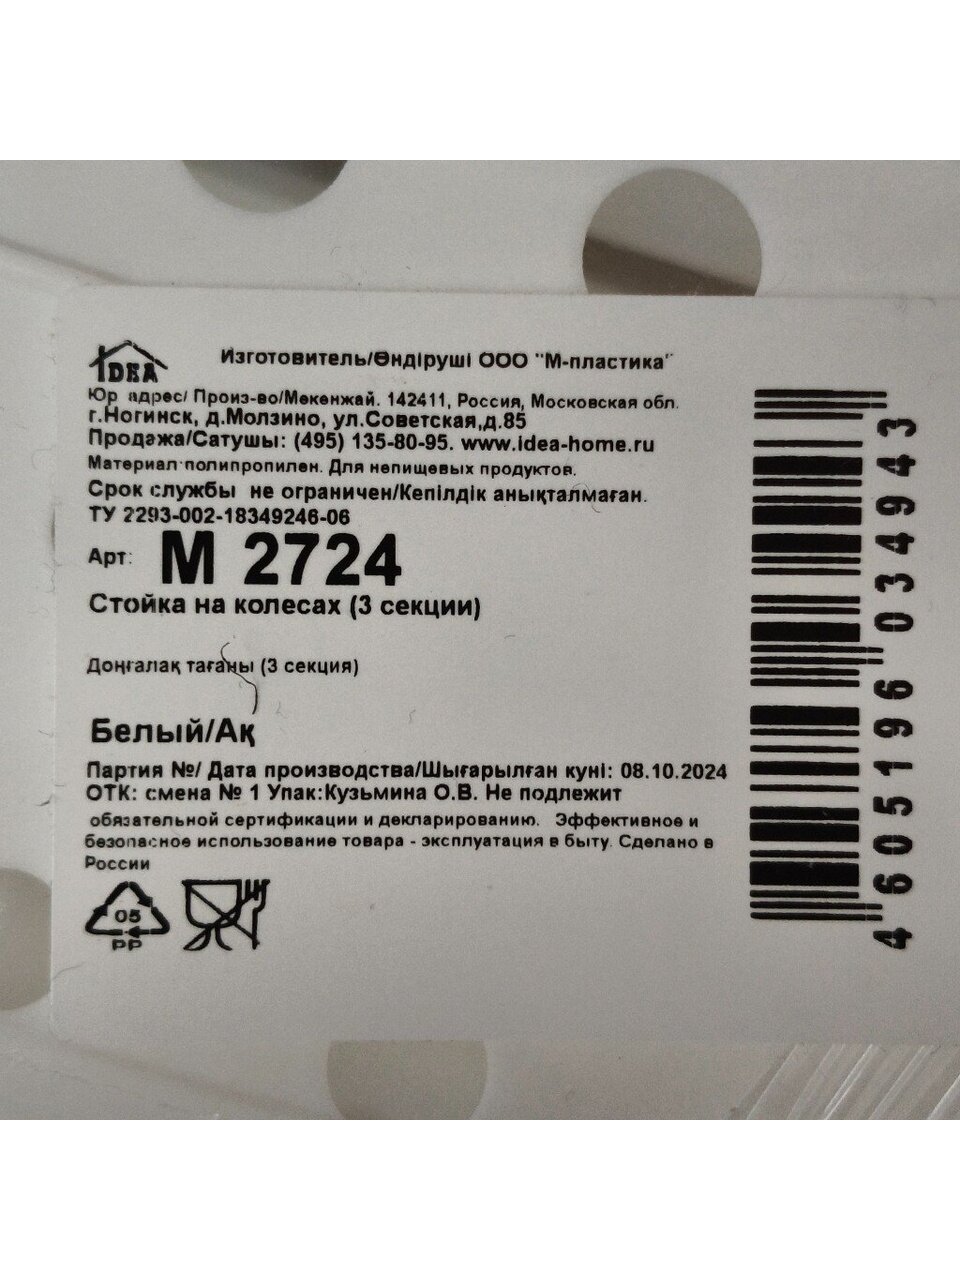 IDEA
Изготовитель/Өндіруші ООО "М-пластика"
Юр адрес/ Произ-во/Мекенжай. 142411, Россия, Московская обл.
г.Ногинск, д.Молзино, ул.Советская,д.85
Продажа/Сатушы: (495) 135-80-95. www.idea-home.ru
Материал полипропилен. Для непищевых продуктов.
Срок службы не ограничен/Кепілдік анықталмаған.
ТУ 2293-002-18349246-06
Арт: М 2724
Стойка на колесах (3 секции)
Доңғалақ тағаны (3 секция)
Белый/Ақ
Партия №/ Дата производства/Шығарылған куні: 08.10.2024
ОТК: смена № 1 Упак:Кузьмина О.В. Не подлежит
обязательной сертификации и декларированию. Эффективное и
безопасное использование товара - эксплуатация в быту. Сделано в
России
05
PP
4 605196 034943